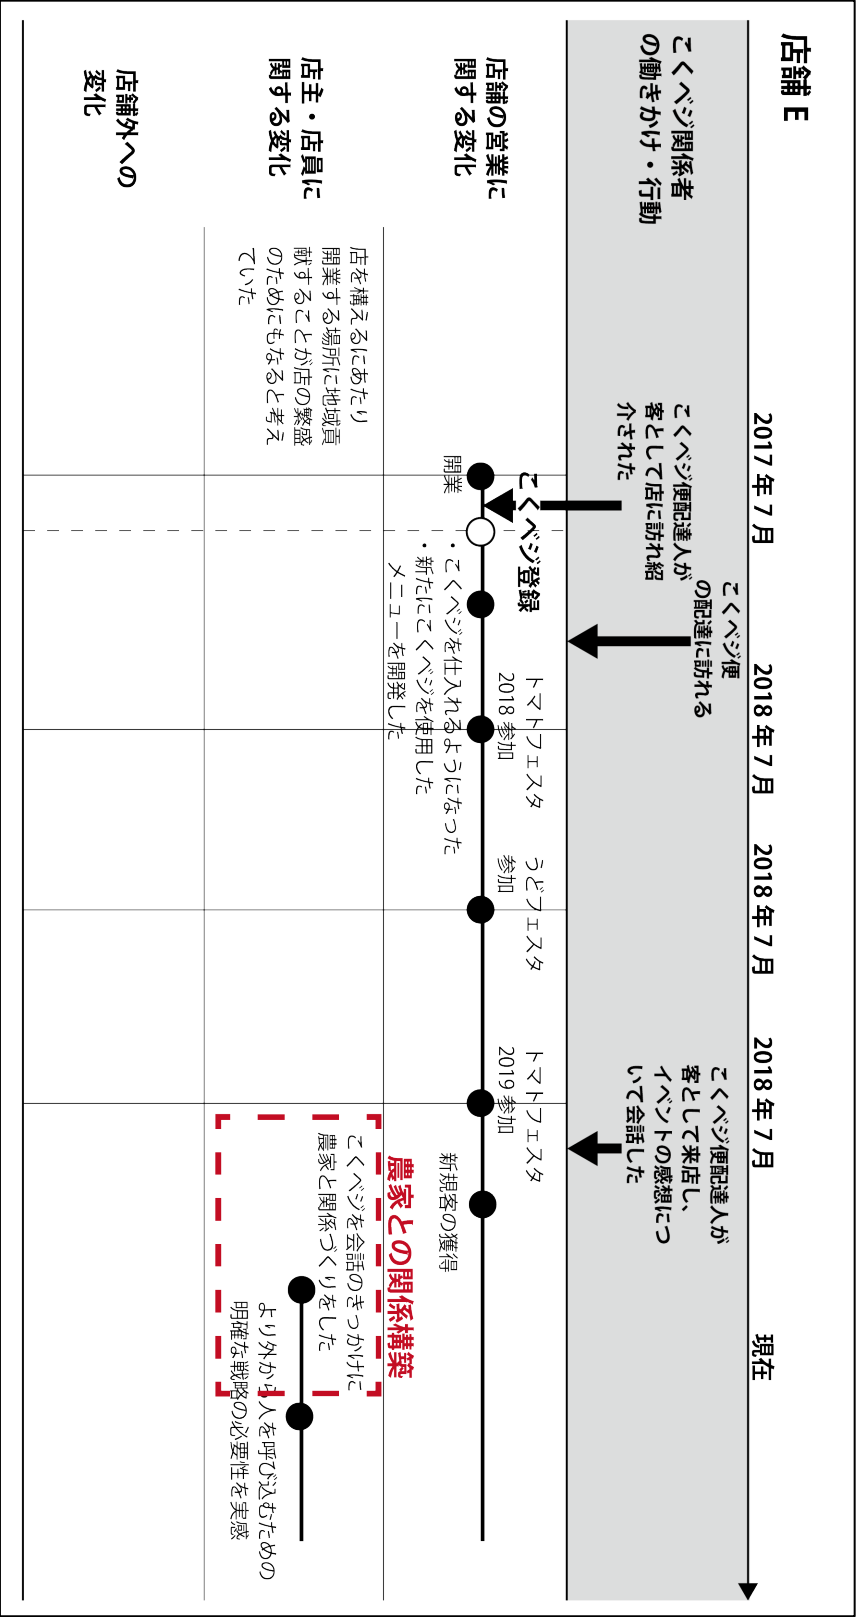 店舗 E
2017 年 7 月
2018 年 7 月
2018 年 7 月
2018 年 7 月
現在
こくベジ関係者
の働きかけ・行動
こくベジ便配達人が
客として店に訪れ紹
介された
こくベジ便
の配達に訪れる
こくベジ便配達人が
客として来店し、
イベントの感想につ
いて会話した
店舗の営業に
関する変化
開業
こくベジ登録
・こくベジを仕入れるようになった
・新たにこくベジを使用した
メニューを開発した
トマトフェスタ
2018 参加
うどフェスタ
参加
トマトフェスタ
2019 参加
新規客の獲得
店主・店員に
関する変化
店を構えるにあたり
開業する場所に地域貢
献することが店の繁盛
のためにもなると考え
ていた
農家との関係構築
こくベジを会話のきっかけに
農家と関係づくりをした
より外から人を呼び込むための
明確な戦略の必要性を実感
店舗外への
変化